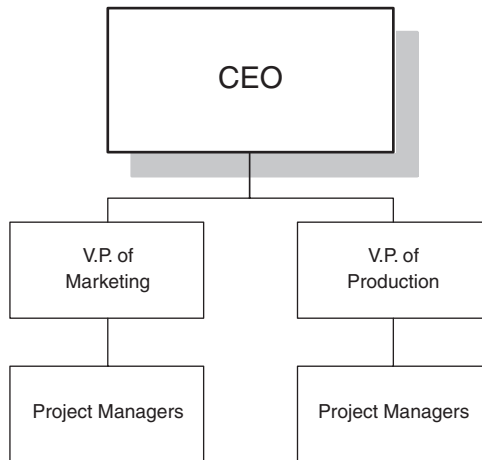 CEO
V.P. of
Marketing
V.P. of
Production
Project Managers
Project Managers